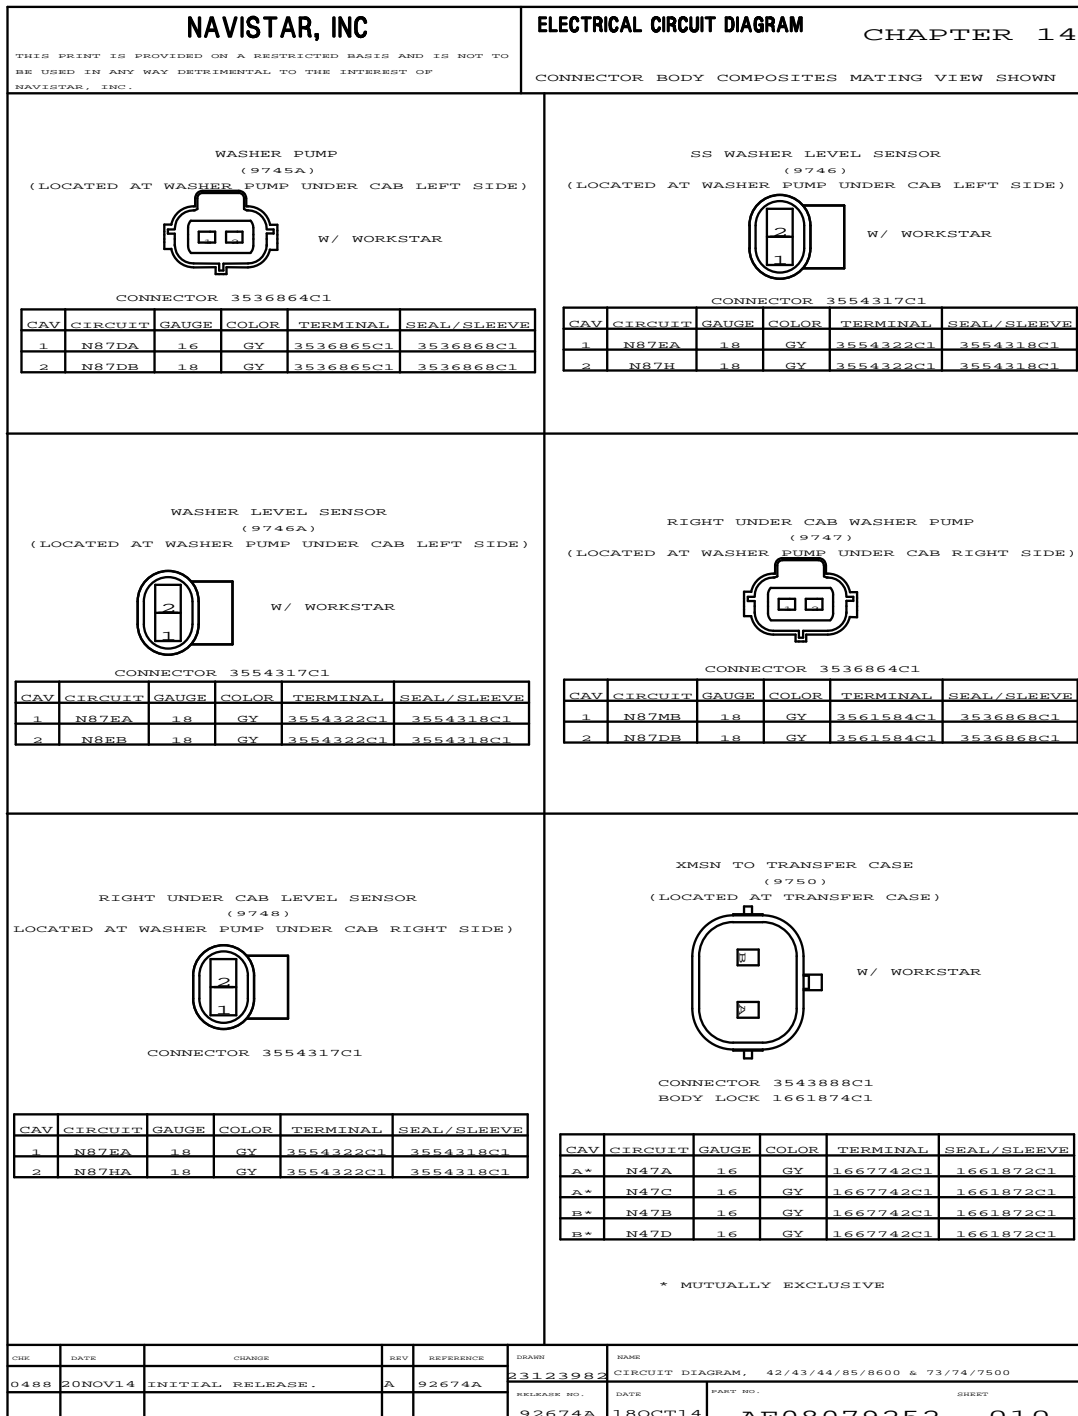 NAVISTAR, INC
THIS PRINT IS PROVIDED ON A RESTRICTED BASIS AND IS NOT TO
BE USED IN ANY WAY DETRIMENTAL TO THE INTEREST OF
NAVISTAR, INC.
ELECTRICAL CIRCUIT DIAGRAM CHAPTER 14
CONNECTOR BODY COMPOSITES MATING VIEW SHOWN
WASHER PUMP
(9745A)
(LOCATED AT WASHER PUMP UNDER CAB LEFT SIDE)
1 2
W/ WORKSTAR
CONNECTOR 3536864C1
CAV CIRCUIT GAUGE COLOR TERMINAL SEAL/SLEEVE
1 N87DA 16 GY 3536865C1 3536868C1
2 N87DB 18 GY 3536865C1 3536868C1
SS WASHER LEVEL SENSOR
(9746)
(LOCATED AT WASHER PUMP UNDER CAB LEFT SIDE)
2
W/ WORKSTAR
1
CONNECTOR 3554317C1
CAV CIRCUIT GAUGE COLOR TERMINAL SEAL/SLEEVE
1 N87EA 18 GY 3554322C1 3554318C1
2 N87H 18 GY 3554322C1 3554318C1
WASHER LEVEL SENSOR
(9746A)
(LOCATED AT WASHER PUMP UNDER CAB LEFT SIDE)
2
W/ WORKSTAR
1
CONNECTOR 3554317C1
CAV CIRCUIT GAUGE COLOR TERMINAL SEAL/SLEEVE
1 N87EA 18 GY 3554322C1 3554318C1
2 N8EB 18 GY 3554322C1 3554318C1
RIGHT UNDER CAB WASHER PUMP
(9747)
(LOCATED AT WASHER PUMP UNDER CAB RIGHT SIDE)
1 2
CONNECTOR 3536864C1
CAV CIRCUIT GAUGE COLOR TERMINAL SEAL/SLEEVE
1 N87MB 18 GY 3561584C1 3536868C1
2 N87DB 18 GY 3561584C1 3536868C1
RIGHT UNDER CAB LEVEL SENSOR
(9748)
LOCATED AT WASHER PUMP UNDER CAB RIGHT SIDE)
2
1
CONNECTOR 3554317C1
CAV CIRCUIT GAUGE COLOR TERMINAL SEAL/SLEEVE
1 N87EA 18 GY 3554322C1 3554318C1
2 N87HA 18 GY 3554322C1 3554318C1
XMSN TO TRANSFER CASE
(9750)
(LOCATED AT TRANSFER CASE)
B
W/ WORKSTAR
A
CONNECTOR 3543888C1
BODY LOCK 1661874C1
CAV CIRCUIT GAUGE COLOR TERMINAL SEAL/SLEEVE
A* N47A 16 GY 1667742C1 1661872C1
A* N47C 16 GY 1667742C1 1661872C1
B* N47B 16 GY 1667742C1 1661872C1
B* N47D 16 GY 1667742C1 1661872C1
* MUTUALLY EXCLUSIVE
CHK DATE CHANGE REV REFERENCE
0488 20NOV14 INITIAL RELEASE. A 92674A
DRAWN
23123982
NAME
CIRCUIT DIAGRAM, 42/43/44/85/8600 & 73/74/7500
RELEASE NO. DATE PART NO. SHEET
92674A 18OCT14